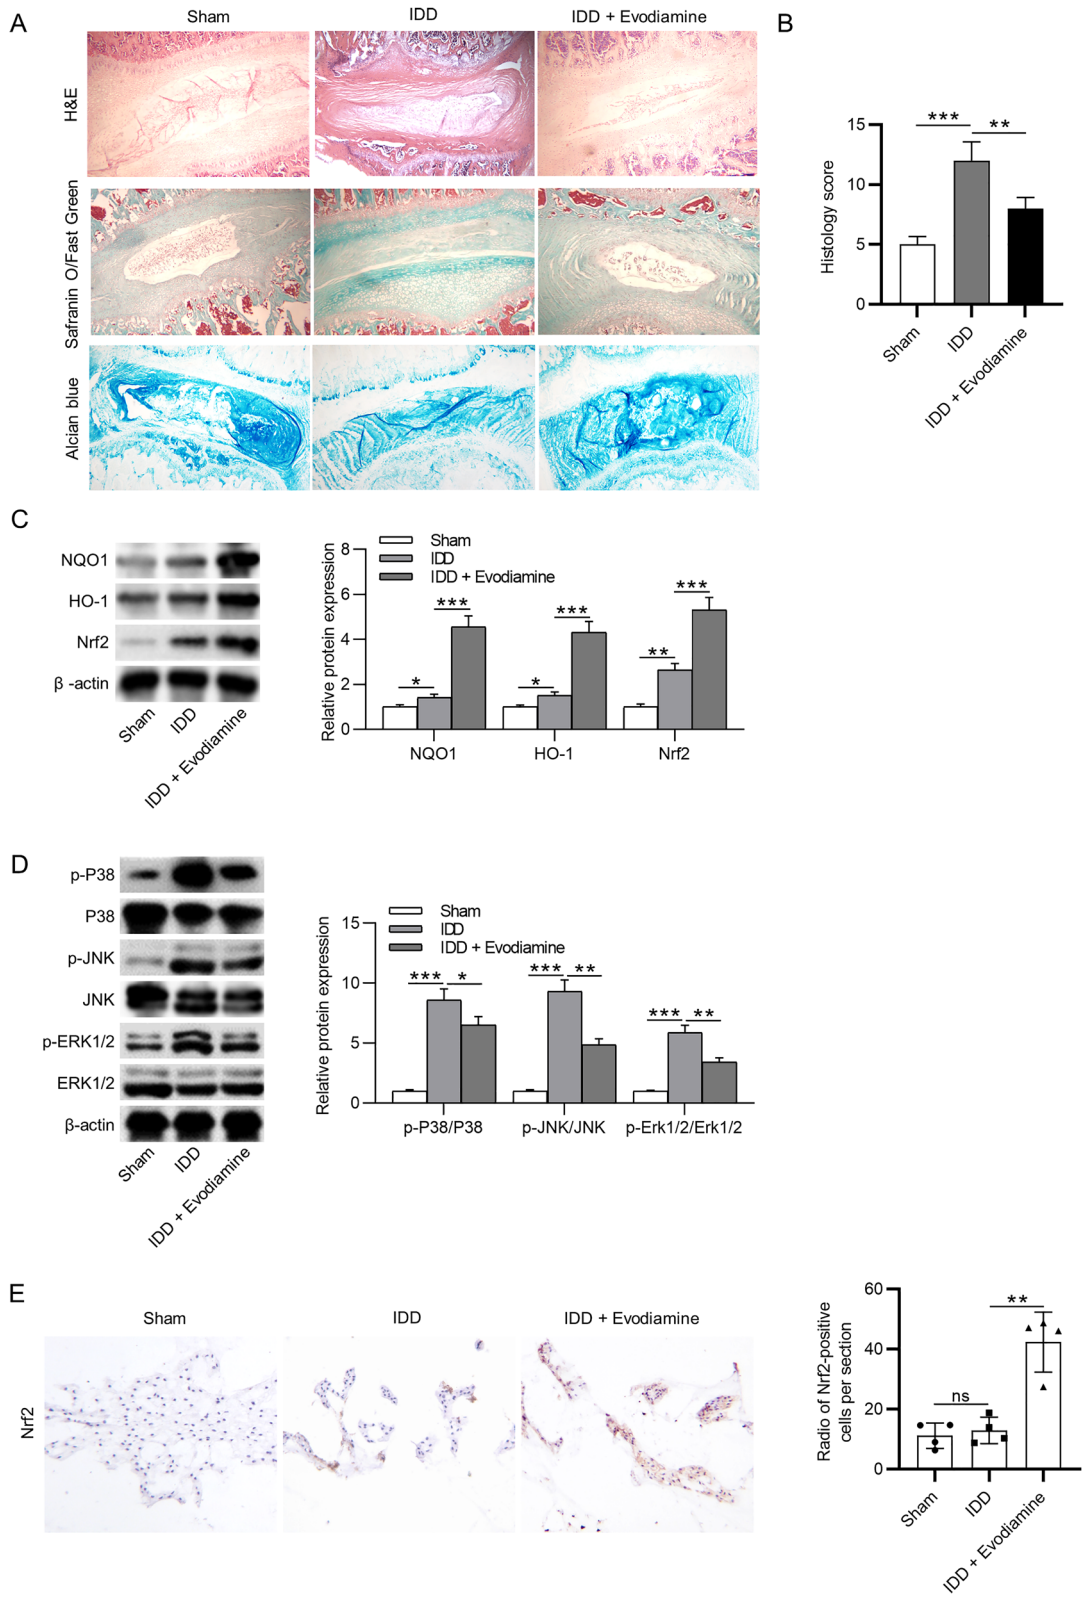 A
Sham
IDD
IDD + Evodiamine
H&E
Safranin O/Fast Green
Alcian blue
B
Histology score
15
10
5
0
***
**
Sham
IDD
IDD + Evodiamine
C
NQO1
HO-1
Nrf2
β -actin
Sham
IDD
IDD + Evodiamine
Relative protein expression
8
6
4
2
0
Sham
IDD
IDD + Evodiamine
*
***
*
***
**
***
NQO1
HO-1
Nrf2
D
p-P38
P38
p-JNK
JNK
p-ERK1/2
ERK1/2
β-actin
Sham
IDD
IDD + Evodiamine
Relative protein expression
15
10
5
0
Sham
IDD
IDD + Evodiamine
***
*
***
**
***
**
p-P38/P38
p-JNK/JNK
p-Erk1/2/Erk1/2
E
Sham
IDD
IDD + Evodiamine
Nrf2
Radio of Nrf2-positive
cells per section
60
40
20
0
ns
**
Sham
IDD
IDD + Evodiamine